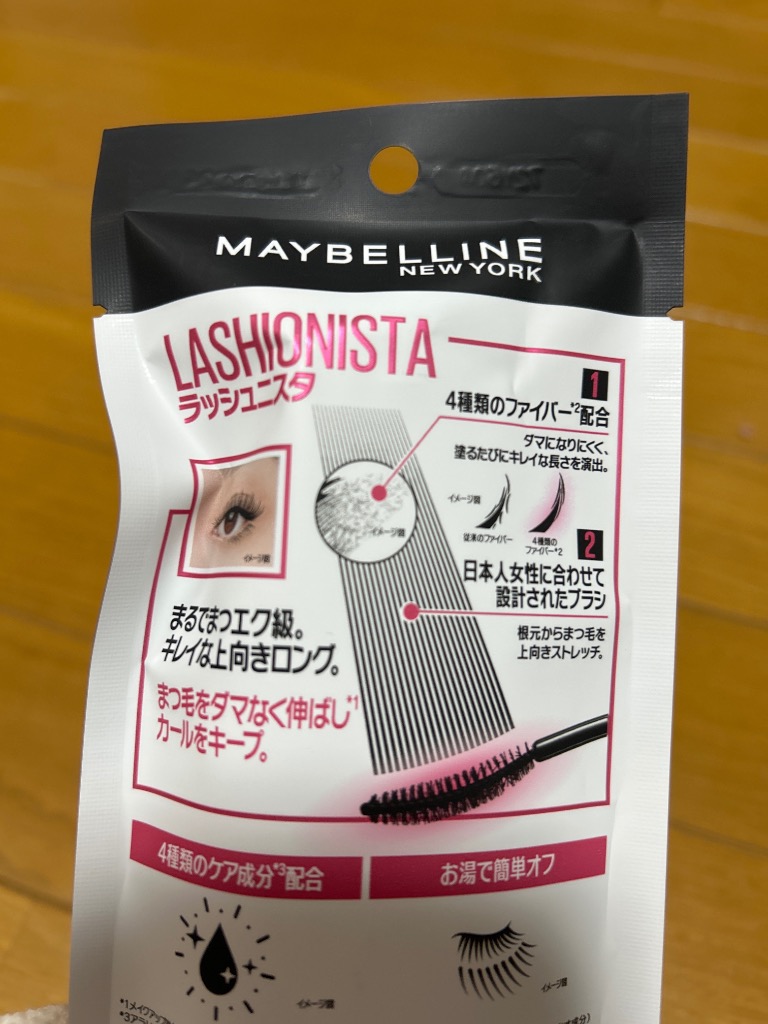 MAYBELLINE
NEW YORK
LASHIONISTA
ラッシュニスタ
1
4種類のファイバー*2配合
ダマになりにくく、
塗るたびにキレイな長さを演出。
イメージ図
イメージ図
従来のファイバー
4種類の
ファイバー*2
イメージ図
2
日本人女性に合わせて
設計されたブラシ
根元からまつ毛を
上向きストレッチ。
まるでまつエク級。
キレイな上向きロング。
まつ毛をダマなく伸ばし*1
カールをキープ。
4種類のケア成分*3配合
お湯で簡単オフ
イメージ図
イメージ図